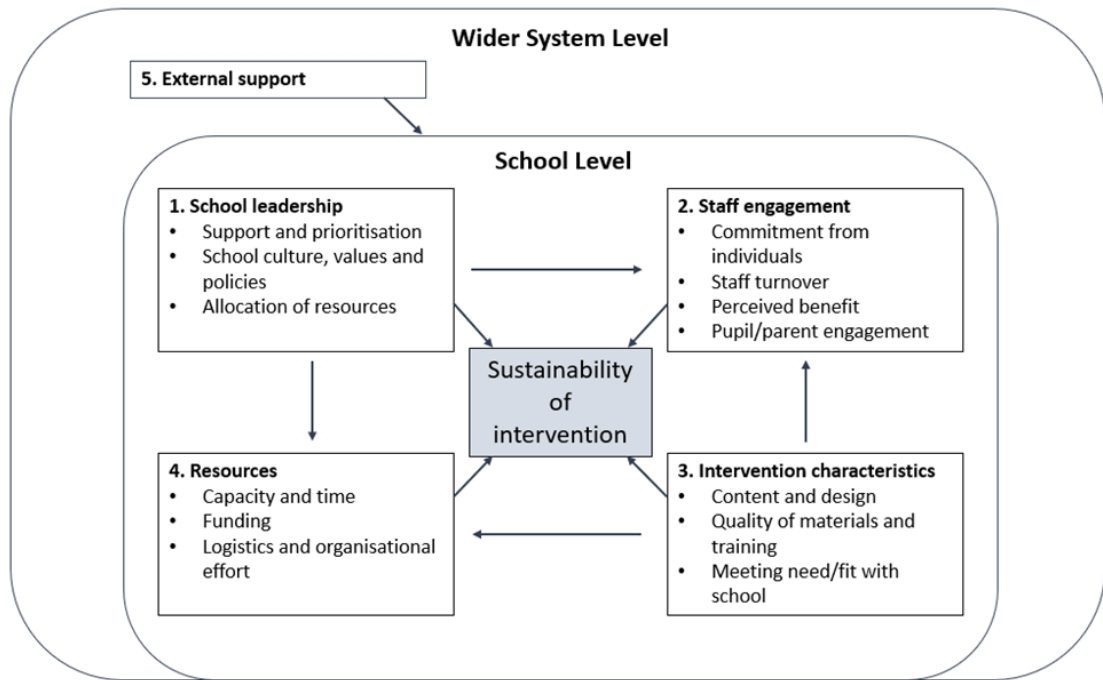 Wider System Level
5. External support
School Level
1. School leadership
• Support and prioritisation
• School culture, values and
policies
• Allocation of resources
2. Staff engagement
• Commitment from
individuals
• Staff turnover
• Perceived benefit
• Pupil/parent engagement
Sustainability
of
intervention
4. Resources
• Capacity and time
• Funding
• Logistics and organisational
effort
3. Intervention characteristics
• Content and design
• Quality of materials and
training
• Meeting need/fit with
school